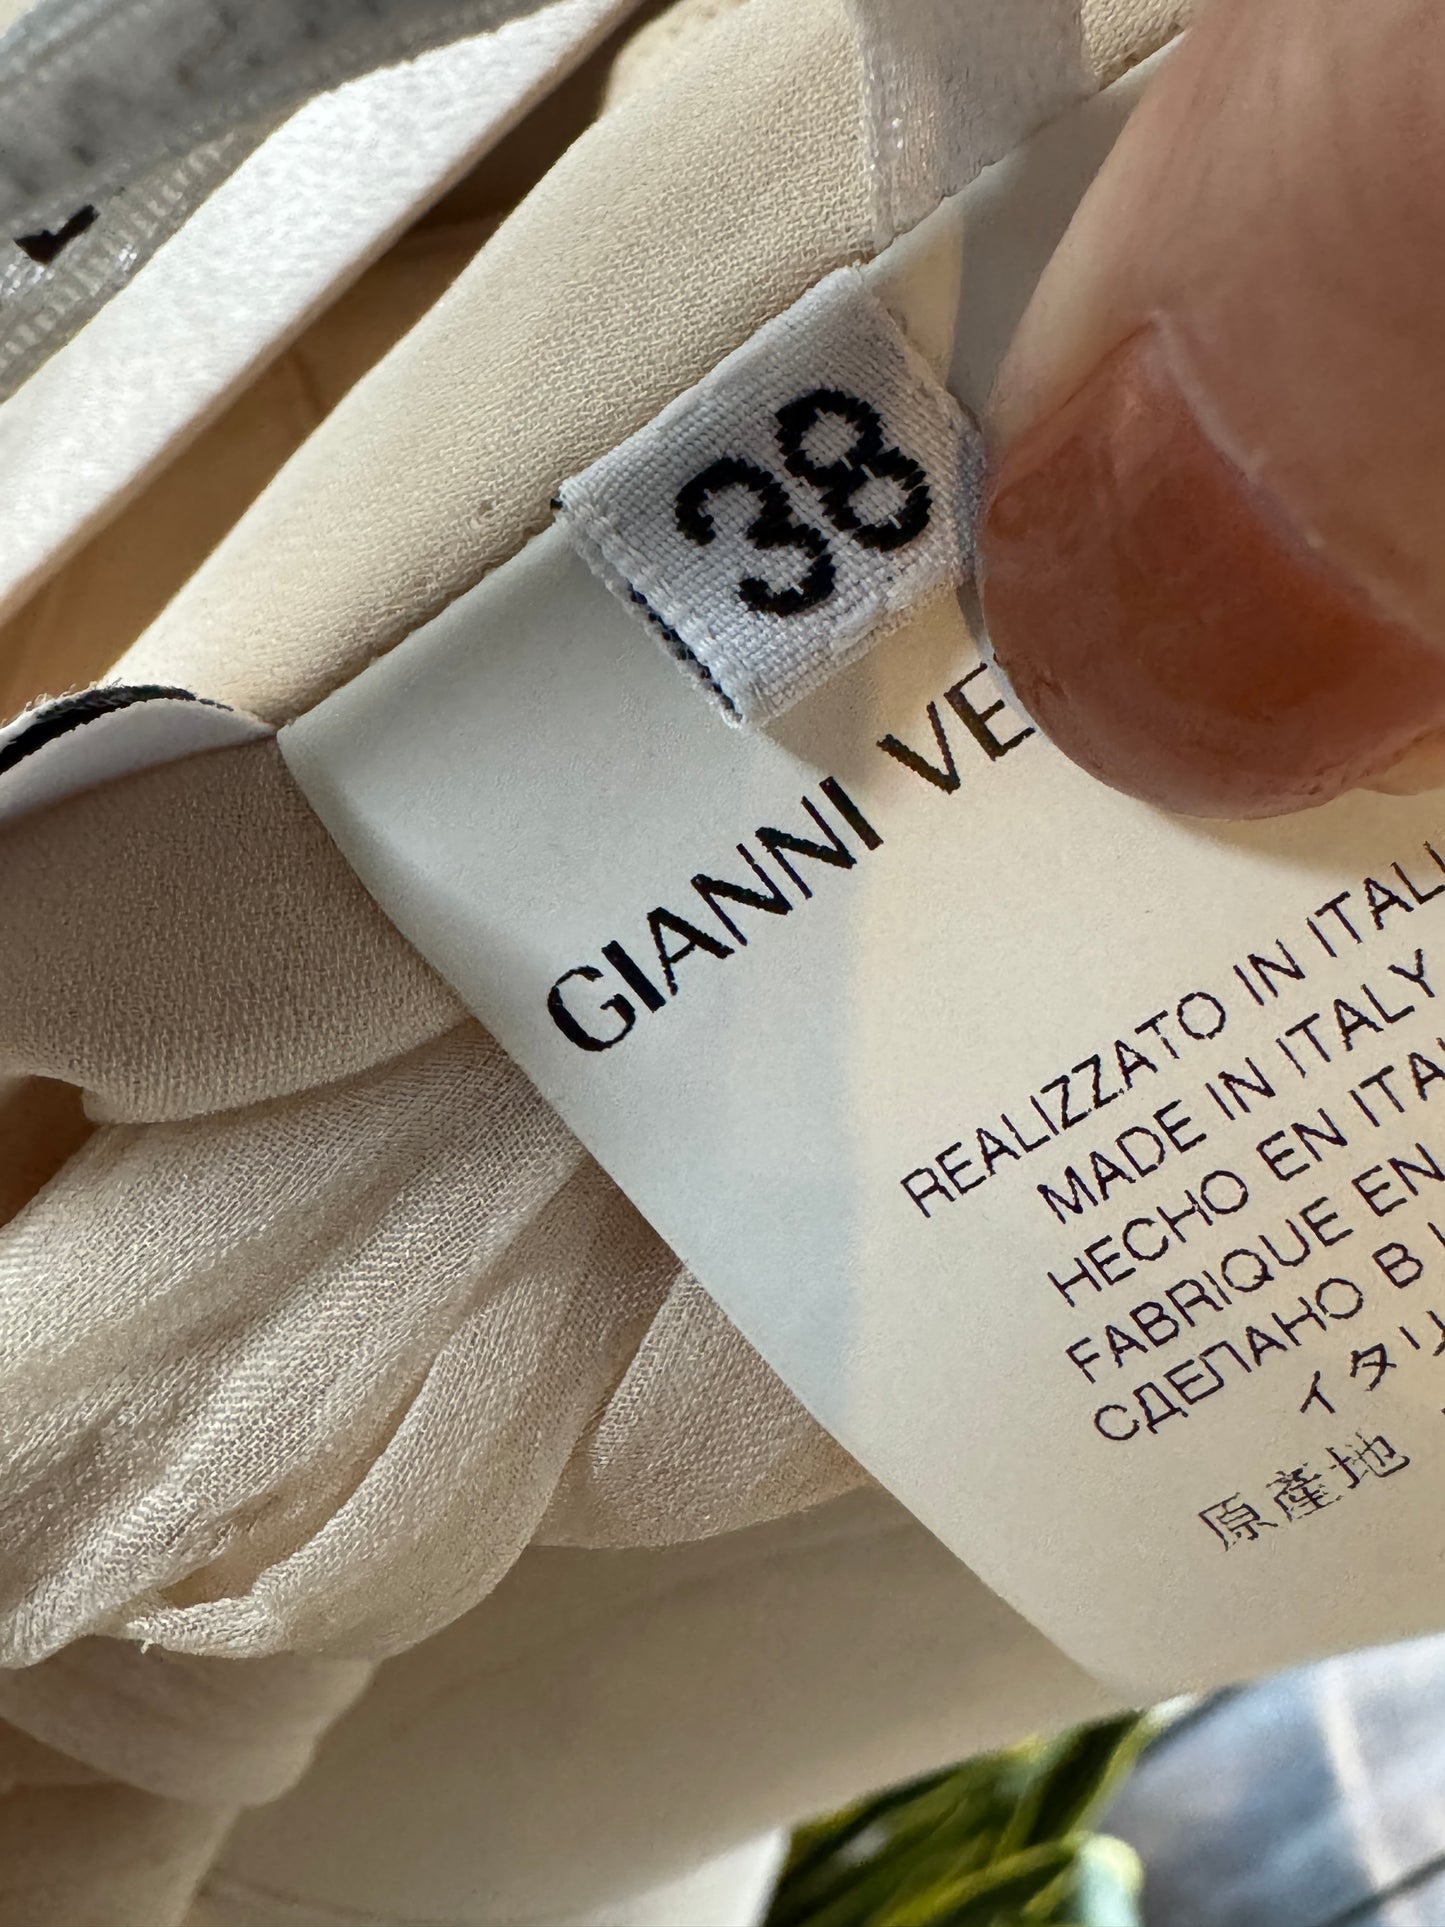 38
GIANNI VE
REALIZZATO IN ITALI
MADE IN ITALY
HECHO EN ITA
FABRIQUE EN
СДЕЛАНО В
イタリ
原産地